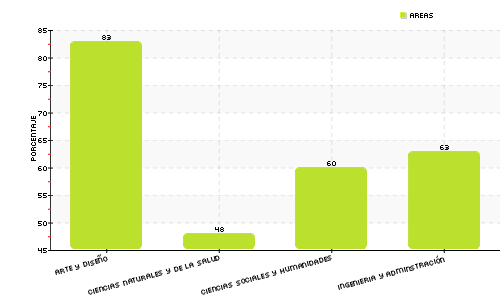 AREAS
85
80
75
70
65
60
55
50
45
PORCENTAJE
83
48
60
63
ARTE Y DISEÑO
CIENCIAS NATURALES Y DE LA SALUD
CIENCIAS SOCIALES Y HUMANIDADES
INGENIERIA Y ADMINSTRACIÓN